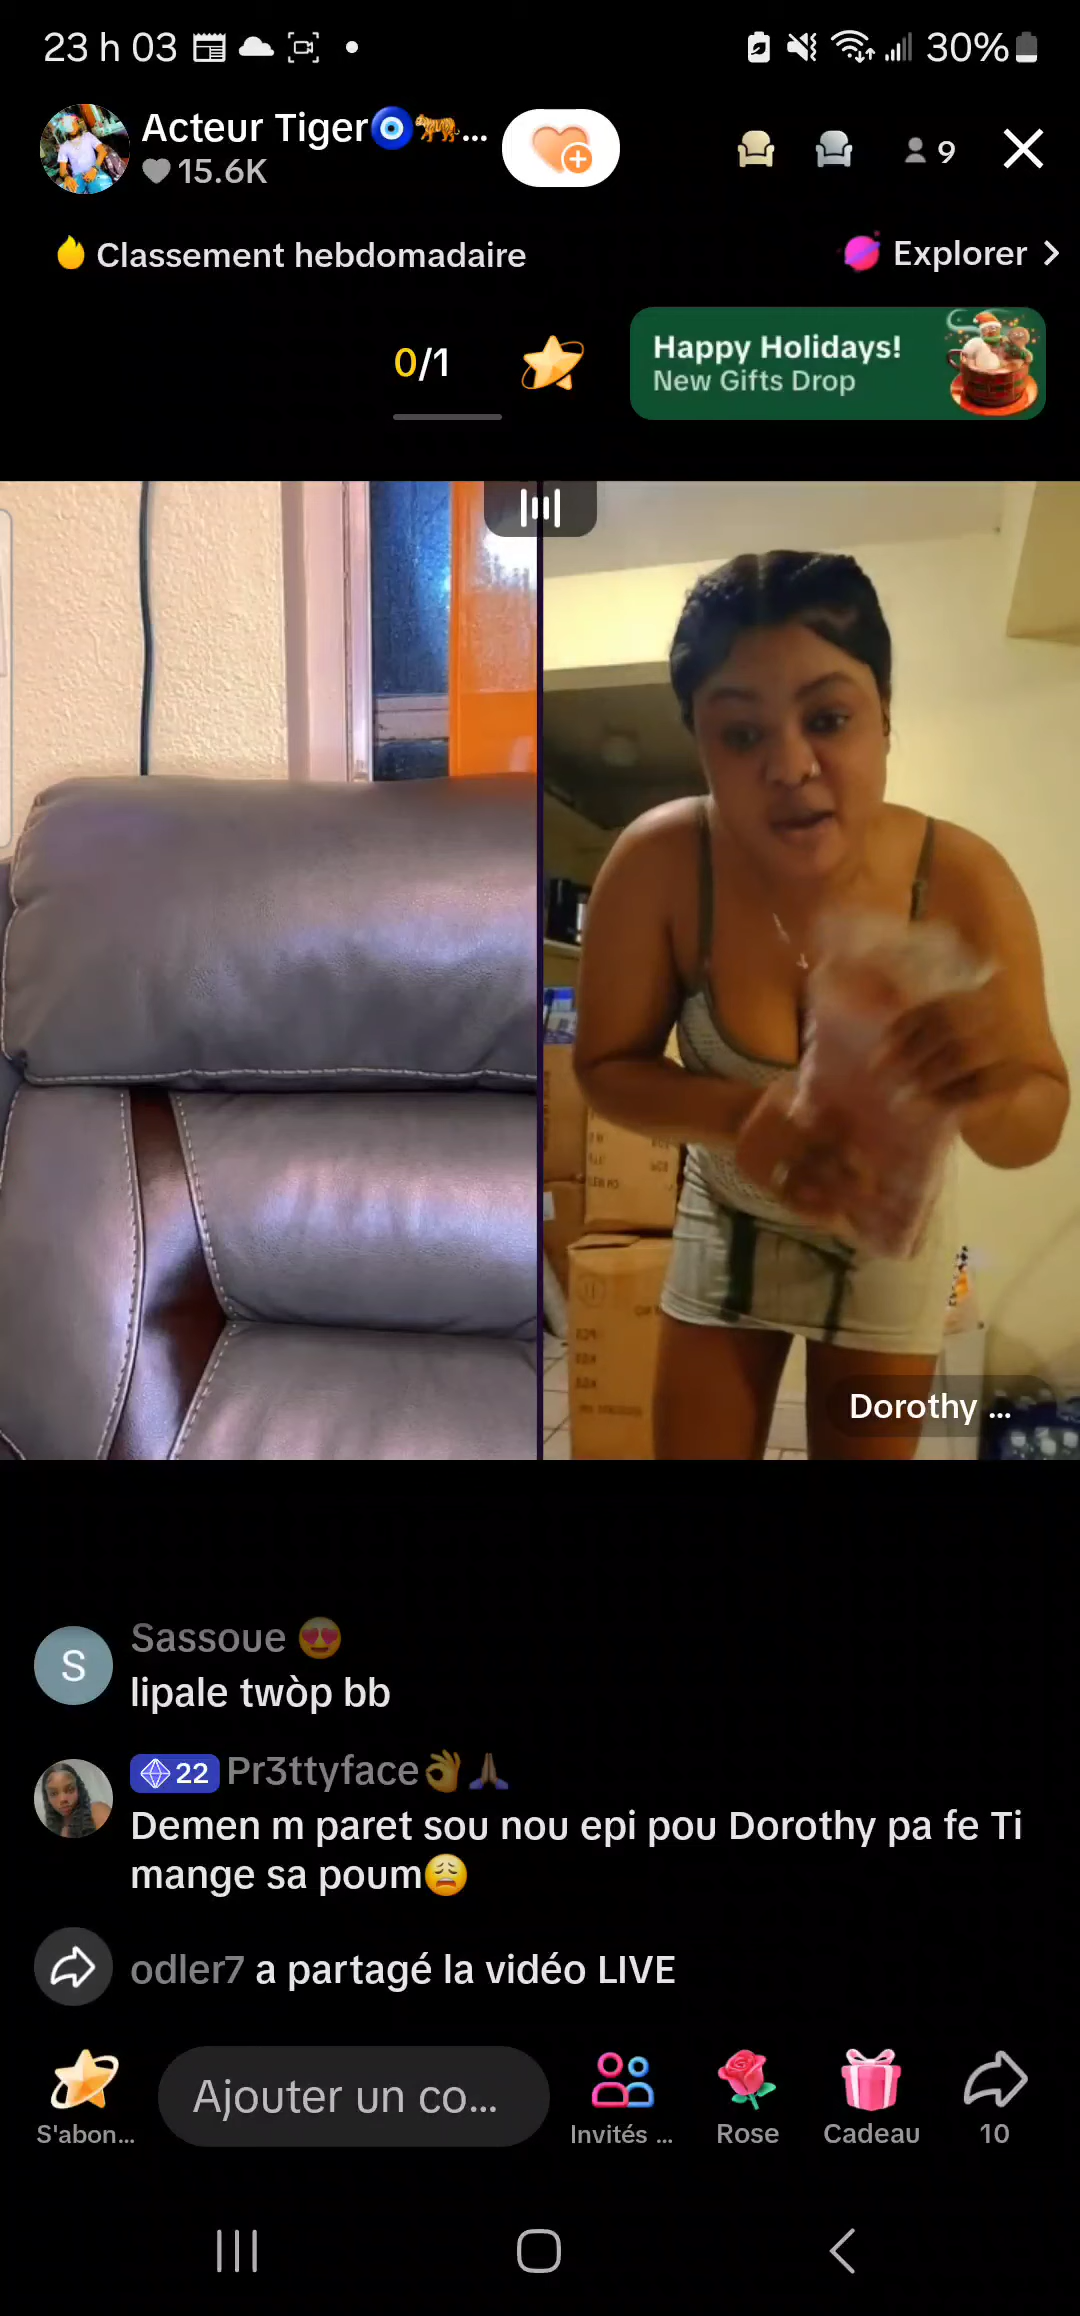 23 h 03
30%
Acteur Tiger🧿🐅...
15.6K
9
Classement hebdomadaire
Explorer
0/1
Happy Holidays!
New Gifts Drop
Dorothy ...
S
Sassoue 😍
lipale twòp bb
22 Pr3ttyface👌🙏🏽
Demen m paret sou nou epi pou Dorothy pa fe Ti
mange sa poum😩
odler7 a partagé la vidéo LIVE
Ajouter un co...
S'abon...
Invités ...
Rose
Cadeau
10